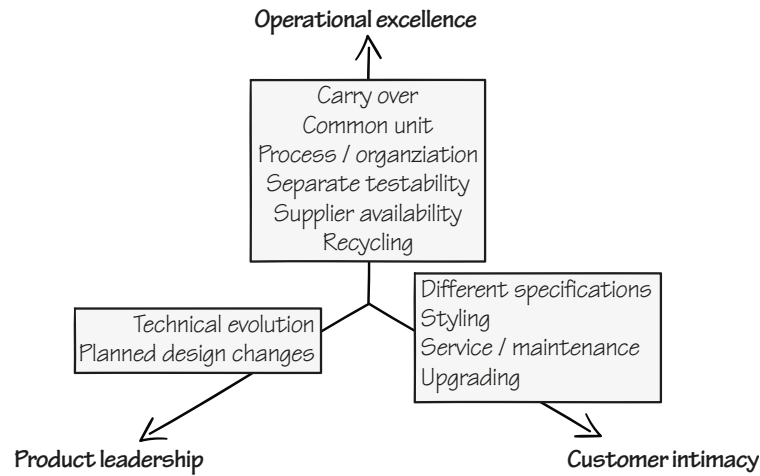 Operational excellence
Carry over
Common unit
Process / organziation
Separate testability
Supplier availability
Recycling
Technical evolution
Planned design changes
Different specifications
Styling
Service / maintenance
Upgrading
Product leadership
Customer intimacy